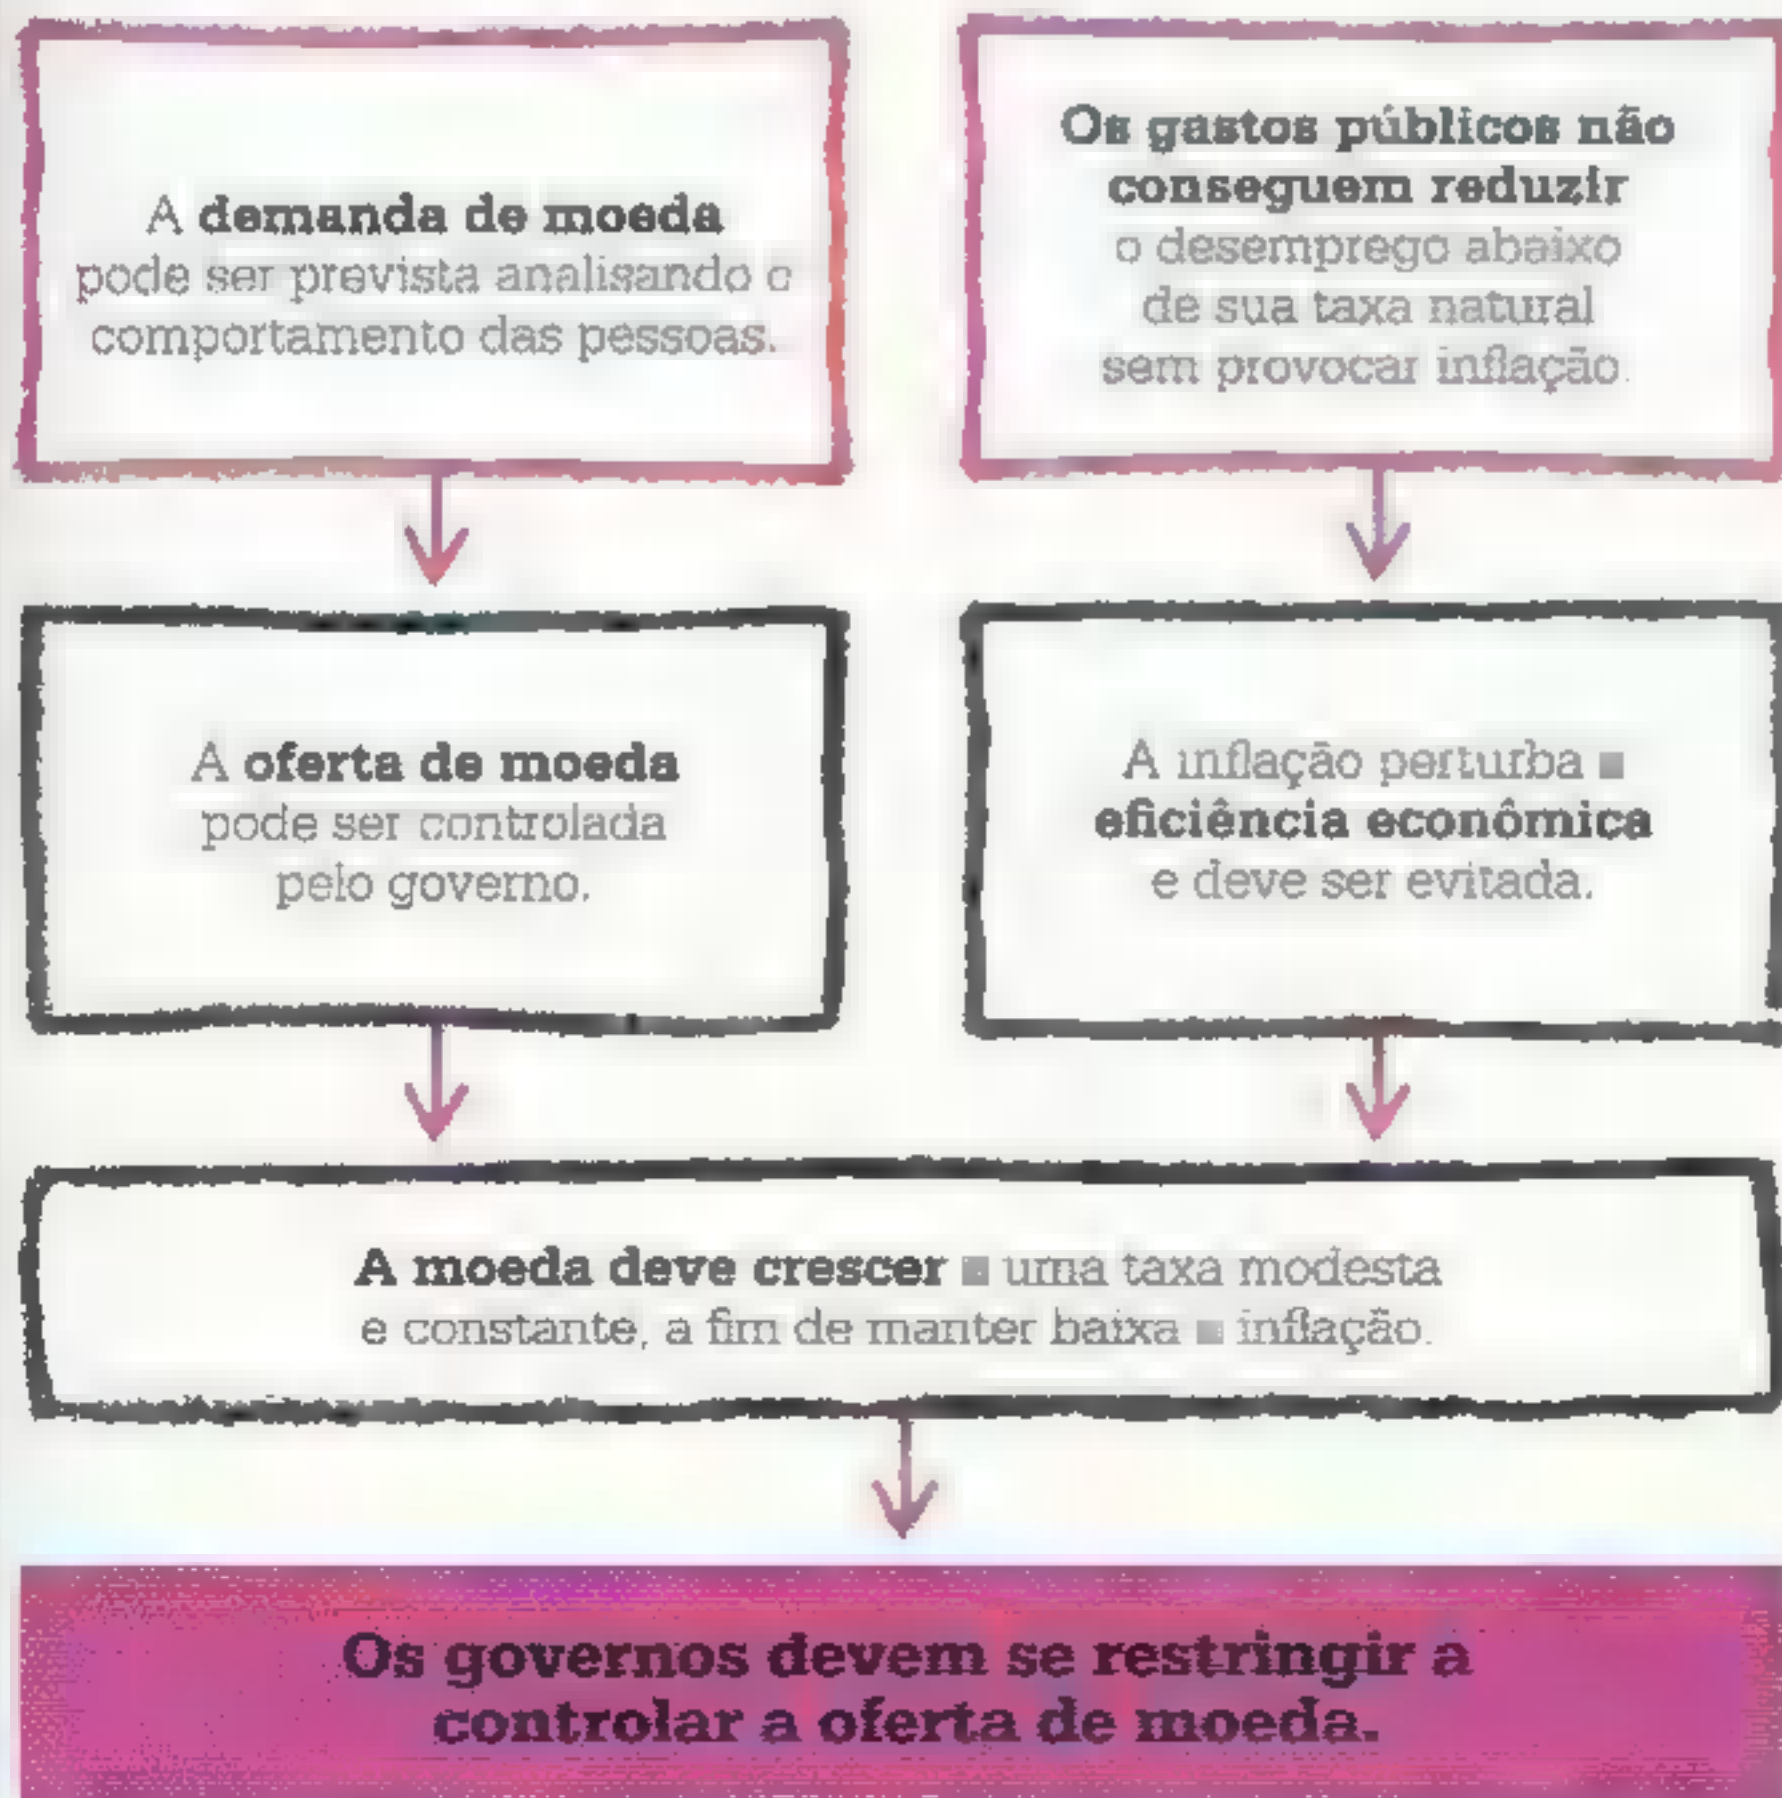 A demanda de moeda
pode ser prevista analisando o
comportamento das pessoas.
Os gastos públicos não
conseguem reduzir
o desemprego abaixo
de sua taxa natural
sem provocar inflação.
A oferta de moeda
pode ser controlada
pelo governo.
A inflação perturba a
eficiência econômica
e deve ser evitada.
A moeda deve crescer a uma taxa modesta
e constante, a fim de manter baixa a inflação.
Os governos devem se restringir a
controlar a oferta de moeda.